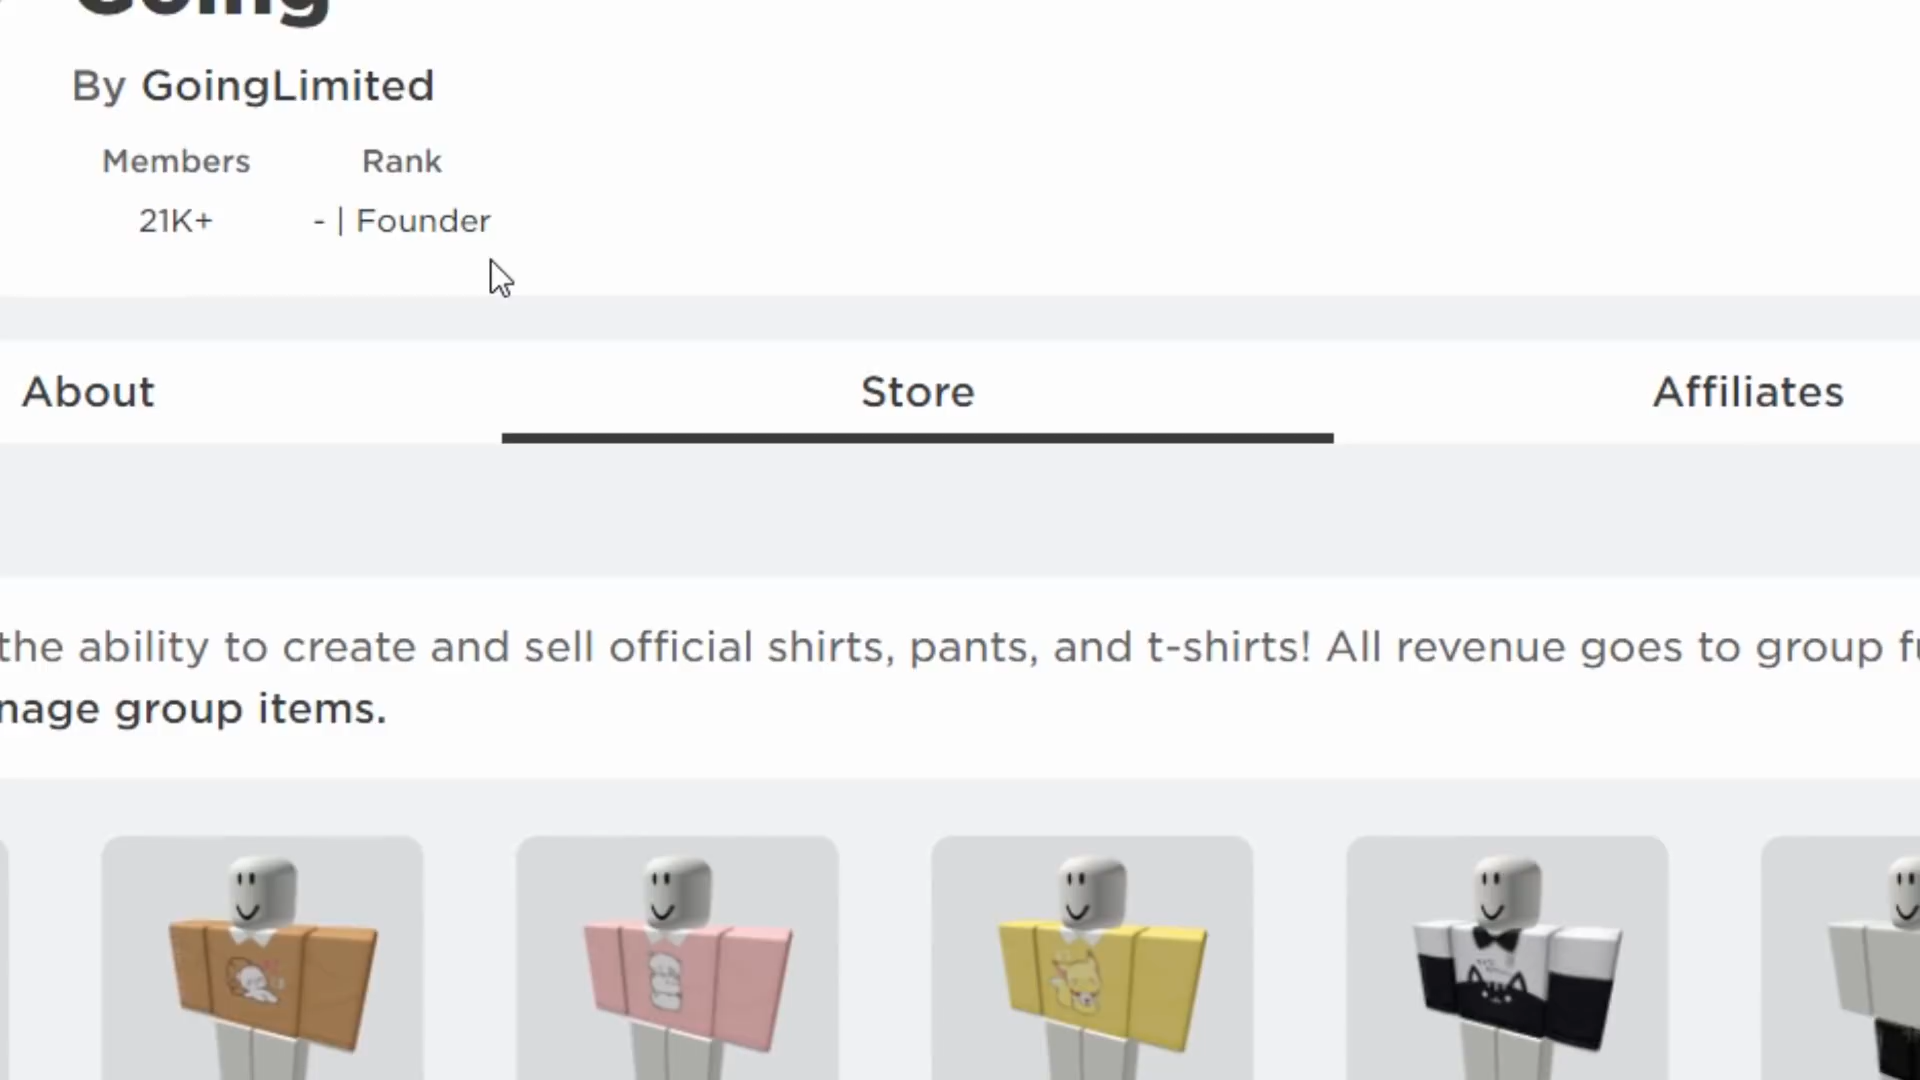 Going
By GoingLimited
Members Rank
21K+ - | Founder
About Store Affiliates
the ability to create and sell official shirts, pants, and t-shirts! All revenue goes to group
nage group items.